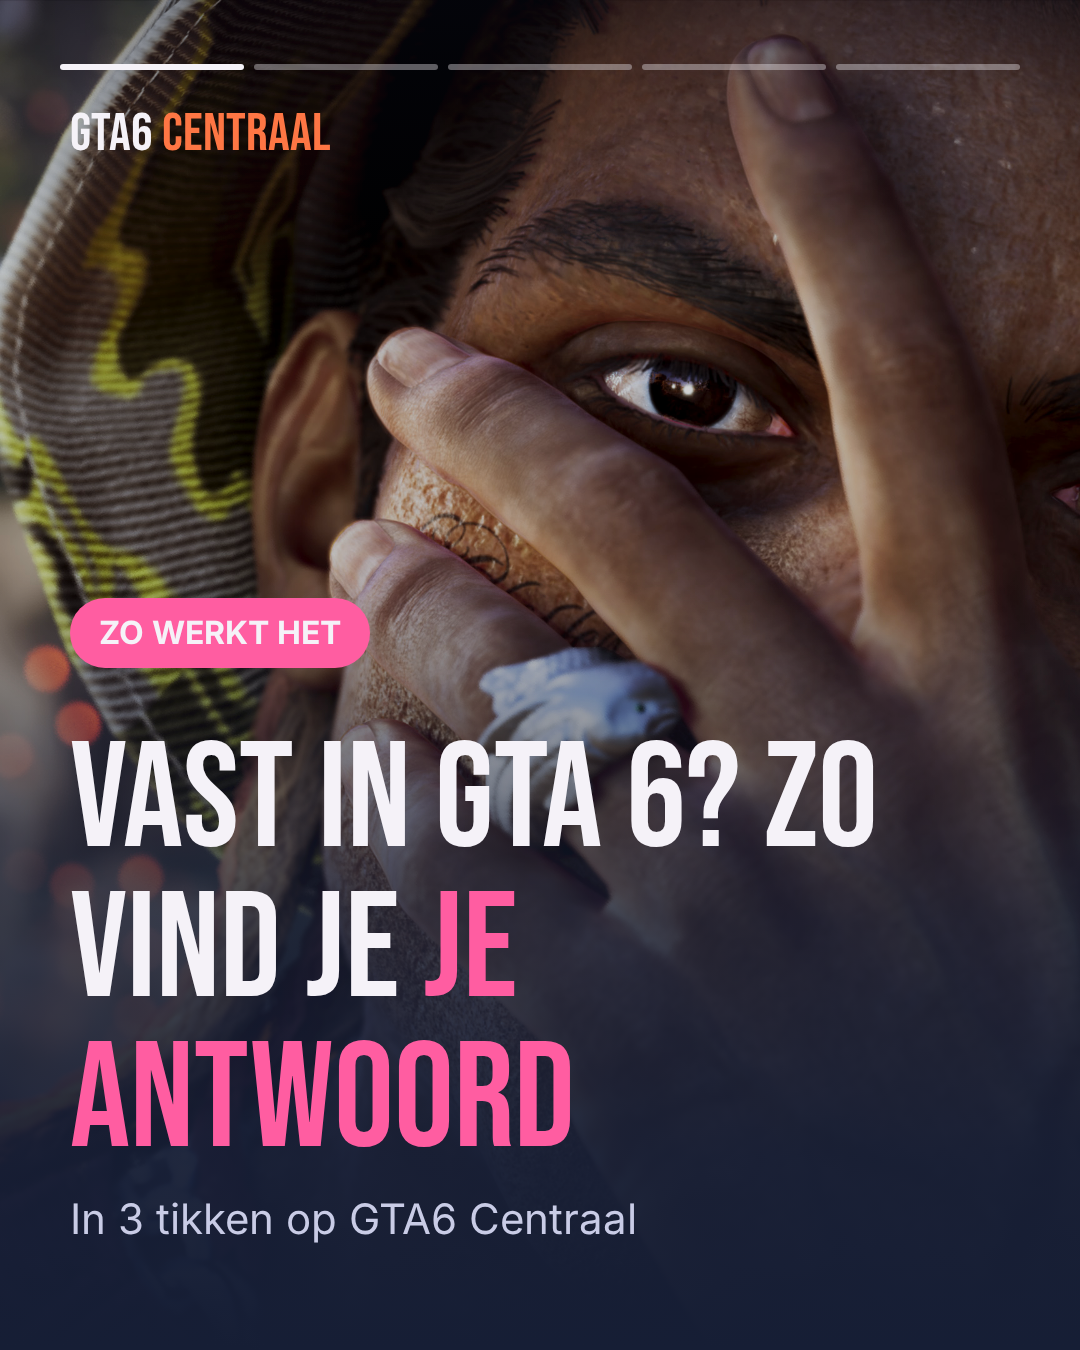 GTA6 CENTRAAL
ZO WERKT HET
VAST IN GTA 6? ZO
VIND JE JE
ANTWOORD
In 3 tikken op GTA6 Centraal